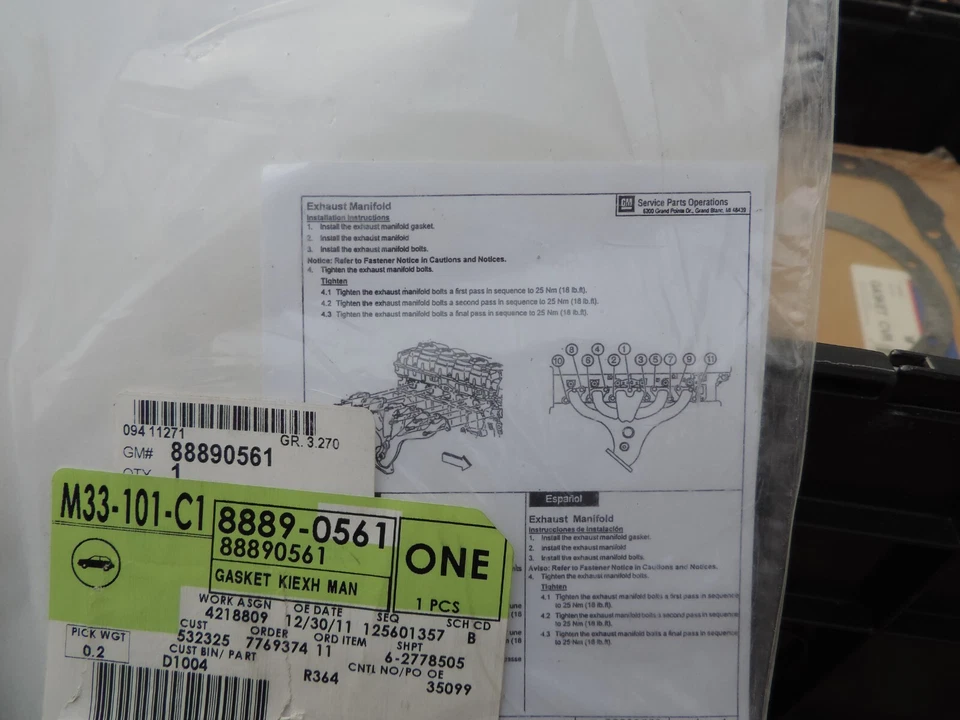 Exhaust Manifold
Installation Instructions
1. Install the exhaust manifold gasket.
2. Install the exhaust manifold
3. Install the exhaust manifold bolts.
Notice: Refer to Fastener Notice in Cautions and Notices.
4. Tighten the exhaust manifold bolts.
Tighten
4.1 Tighten the exhaust manifold bolts a first pass in sequence to 25 Nm (18 lb.ft).
4.2 Tighten the exhaust manifold bolts a second pass in sequence to 25 Nm (18 lb.ft).
4.3 Tighten the exhaust manifold bolts a final pass in sequence to 25 Nm (18 lb.ft).
GM Service Parts Operations
6200 Grand Pointe Dr., Grand Blanc, MI 48439
8 4 1
10 6 2 3 5 7 9 11
Español
Exhaust Manifold
Instrucciones de instalación
1. Install the exhaust manifold gasket.
2. Install the exhaust manifold
3. Install the exhaust manifold bolts.
Aviso: Refer to Fastener Notice in Cautions and Notices.
4. Tighten the exhaust manifold bolts.
Tighten
4.1 Tighten the exhaust manifold bolts a first pass in sequence
to 25 Nm (18 lb.ft).
4.2 Tighten the exhaust manifold bolts a second pass in sequence
to 25 Nm (18 lb.ft).
4.3 Tighten the exhaust manifold bolts a final pass in sequence
to 25 Nm (18 lb.ft).
094 11271
GR. 3.270
GM# 88890561
QTY 1
M33-101-C1
8889-0561
88890561
GASKET KIEXH MAN
ONE
1 PCS
WORK ASGN OE DATE SEQ SCH CD
4218809 12/30/11 125601357 B
CUST ORDER ORD ITEM SHPT
532325 7769374 11 6-2778505
PICK WGT
0.2
CUST BIN/ PART
D1004
R364
CNTL NO/PO OE
35099
GASKET